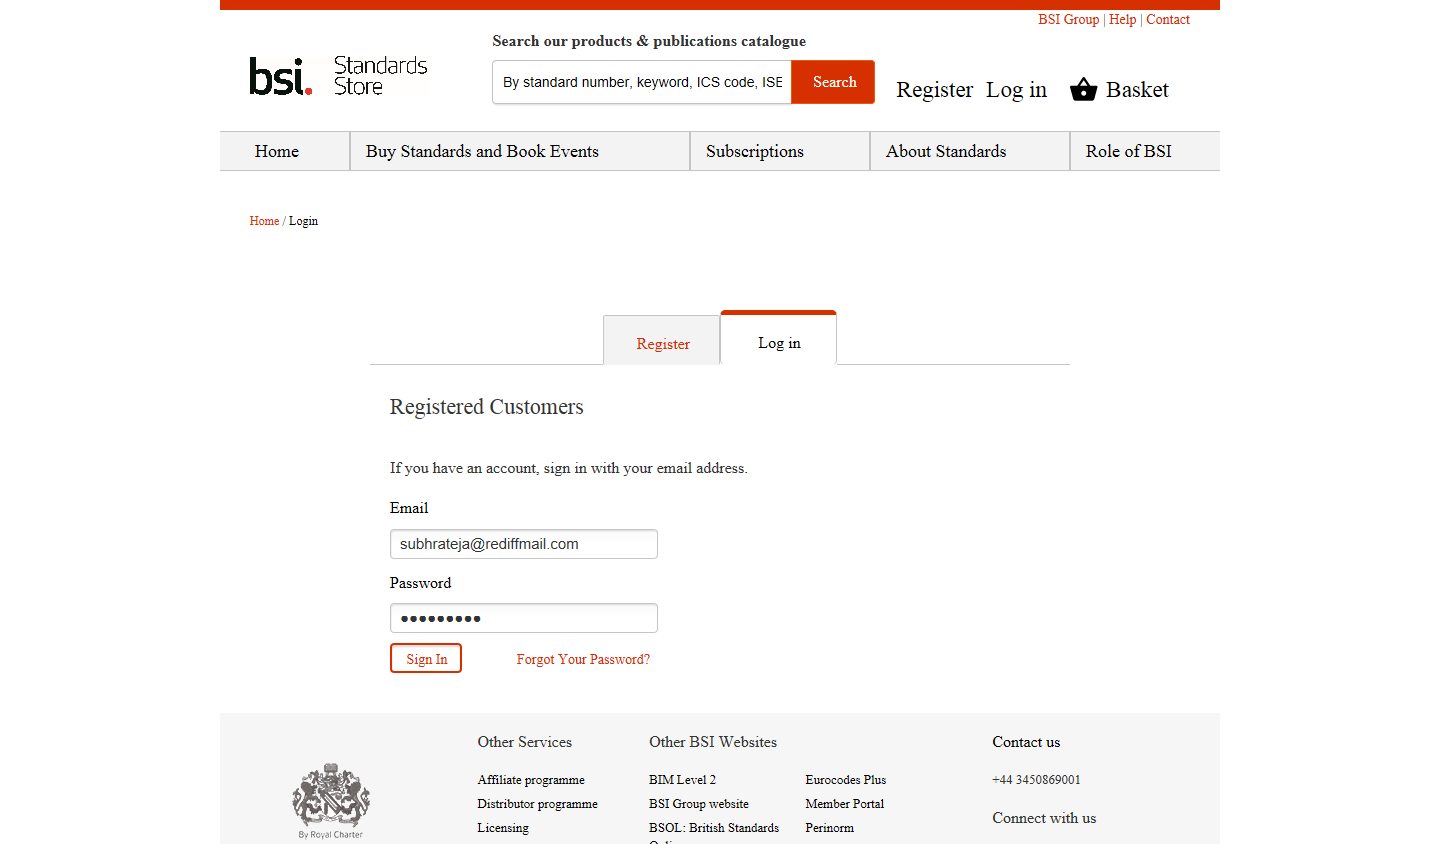 BSI Group | Help | Contact
Search our products & publications catalogue
bsi. Standards
Store
By standard number, keyword, ICS code, ISE
Search
Register Log in Basket
Home Buy Standards and Book Events Subscriptions About Standards Role of BSI
Home / Login
Register Log in
Registered Customers
If you have an account, sign in with your email address.
Email
subhrateja@rediffmail.com
Password
•••••••••
Sign In Forgot Your Password?
Other Services Other BSI Websites Contact us
Affiliate programme BIM Level 2 Eurocodes Plus +44 3450869001
Distributor programme BSI Group website Member Portal
Connect with us
Licensing BSOL: British Standards Perinorm
By Royal Charter